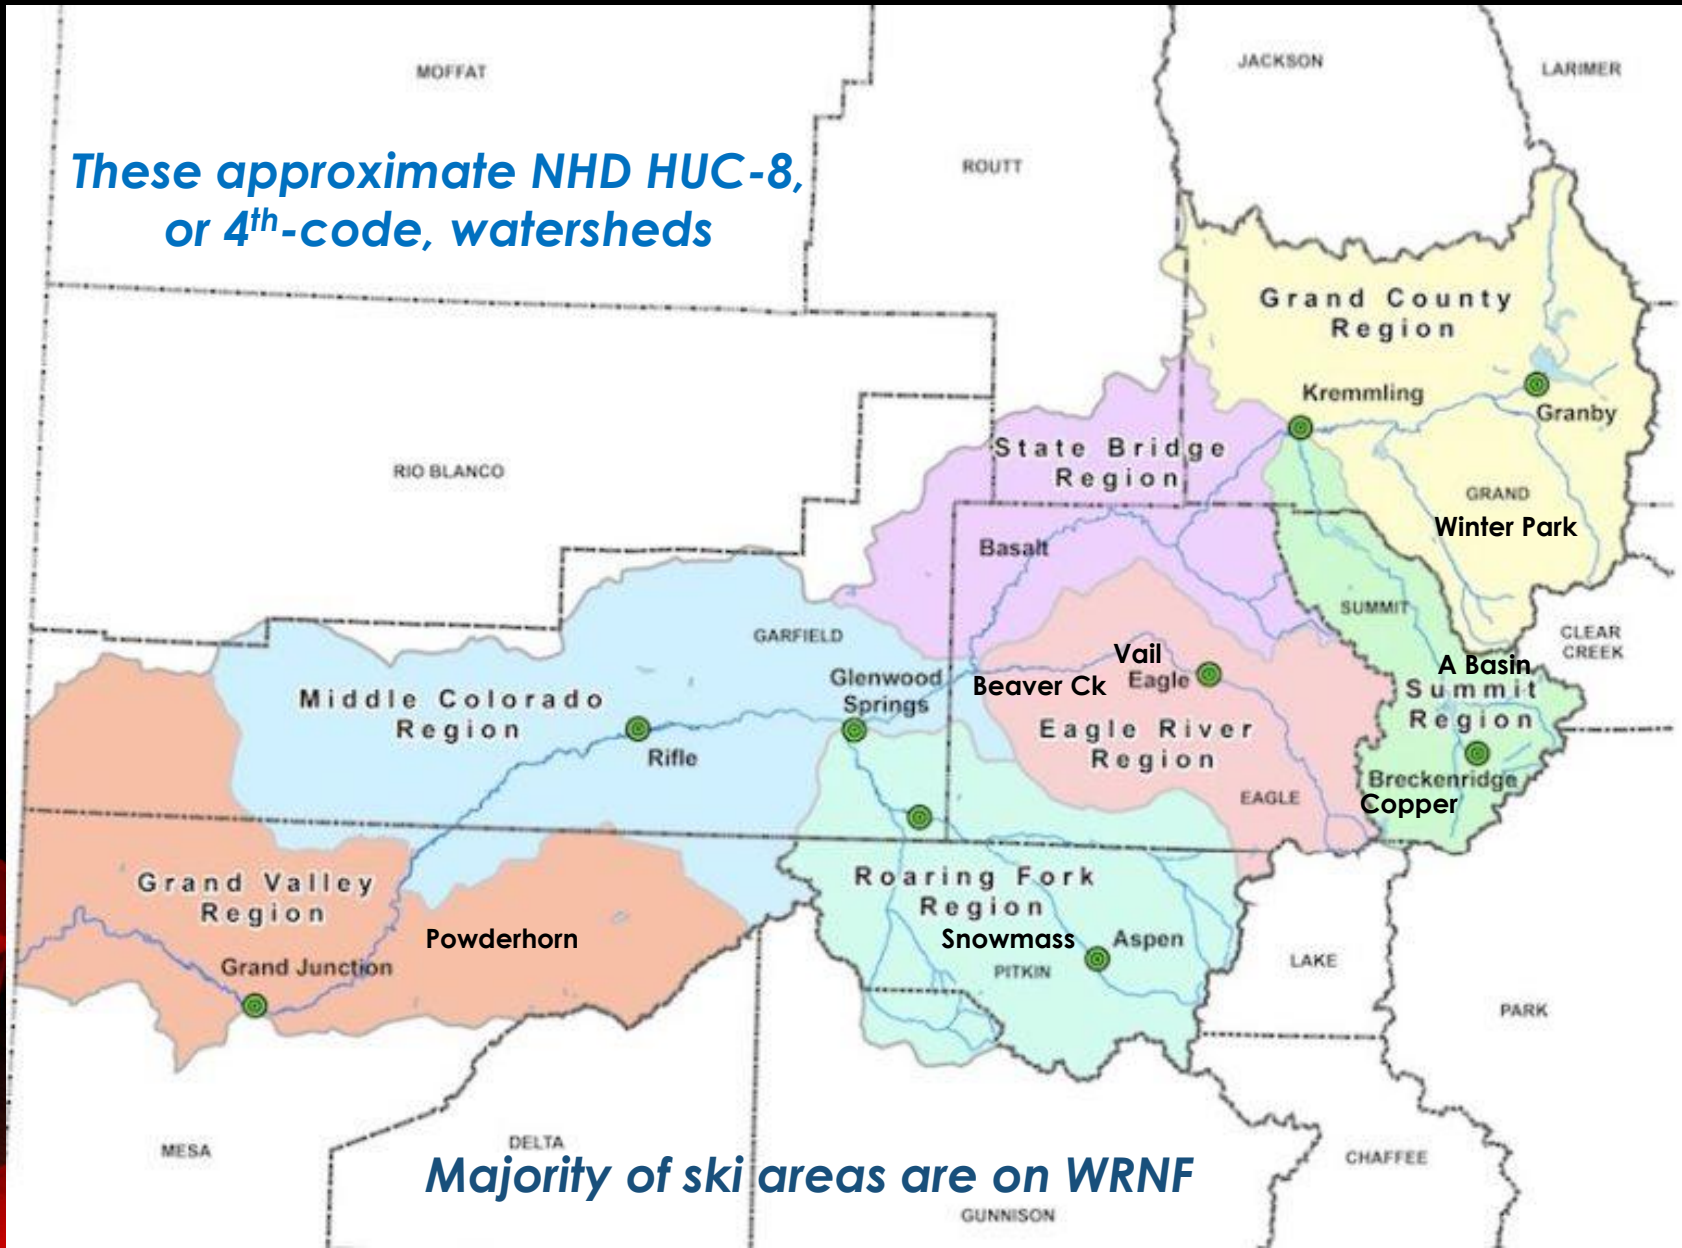 MOFFAT
JACKSON
LARIMER
These approximate NHD HUC-8,
or 4th-code, watersheds
ROUTT
Grand County
Region
Kremmling
Granby
State Bridge
Region
RIO BLANCO
GRAND
Winter Park
Basalt
SUMMIT
GARFIELD
CLEAR
CREEK
Vail
A Basin
Glenwood
Springs
Beaver Ck
Eagle
Summit
Region
Middle Colorado
Region
Eagle River
Region
Rifle
Breckenridge
EAGLE
Copper
Grand Valley
Region
Roaring Fork
Region
Powderhorn
Snowmass
Aspen
Grand Junction
PITKIN
LAKE
PARK
MESA
DELTA
CHAFFEE
Majority of ski areas are on WRNF
GUNNISON